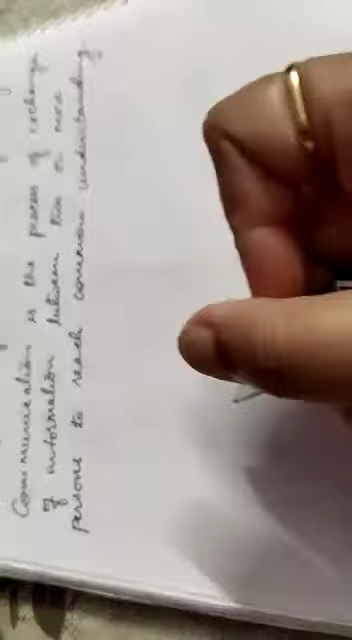 Communication is the process of exchange
of information between two or more
persons to reach common understanding